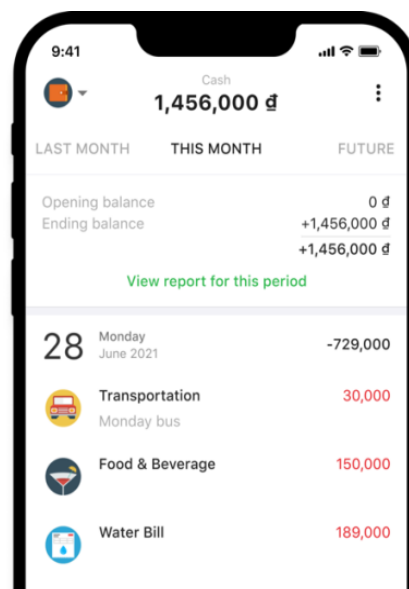 9:41
Cash
1,456,000 ₫
LAST MONTH THIS MONTH FUTURE
Opening balance 0 ₫
Ending balance +1,456,000 ₫
+1,456,000 ₫
View report for this period
28 Monday -729,000
June 2021
Transportation 30,000
Monday bus
Food & Beverage 150,000
Water Bill 189,000